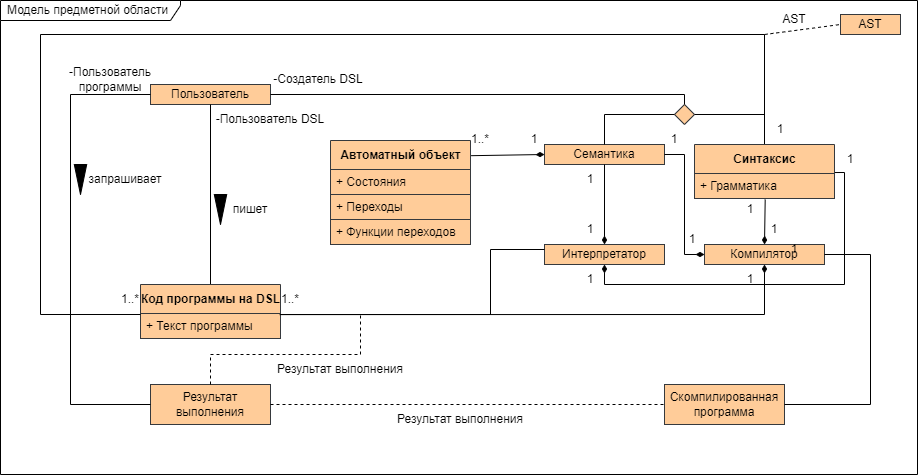 Модель предметной области
AST
AST
-Пользователь
программы
-Создатель DSL
Пользователь
-Пользователь DSL
1..*
1
1
1
1
Автоматный объект
Семантика
Синтаксис
+ Состояния
+ Грамматика
запрашивает
1
+ Переходы
1
пишет
+ Функции переходов
1
1
1
Интерпретатор
Компилятор
1
1
1
1..*
Код программы на DSL
1..*
+ Текст программы
Результат выполнения
Результат
выполнения
Скомпилированная
программа
Результат выполнения